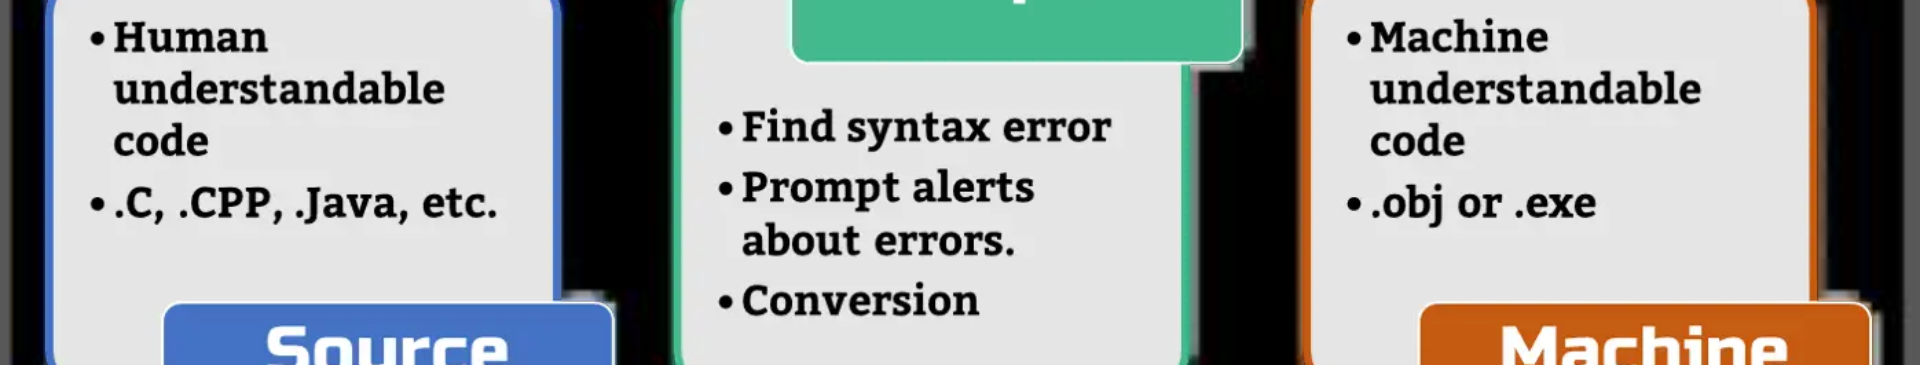 • Human
understandable
code
• .C, .CPP, .Java, etc.
Source
• Find syntax error
• Prompt alerts
about errors.
• Conversion
• Machine
understandable
code
• .obj or .exe
Machine